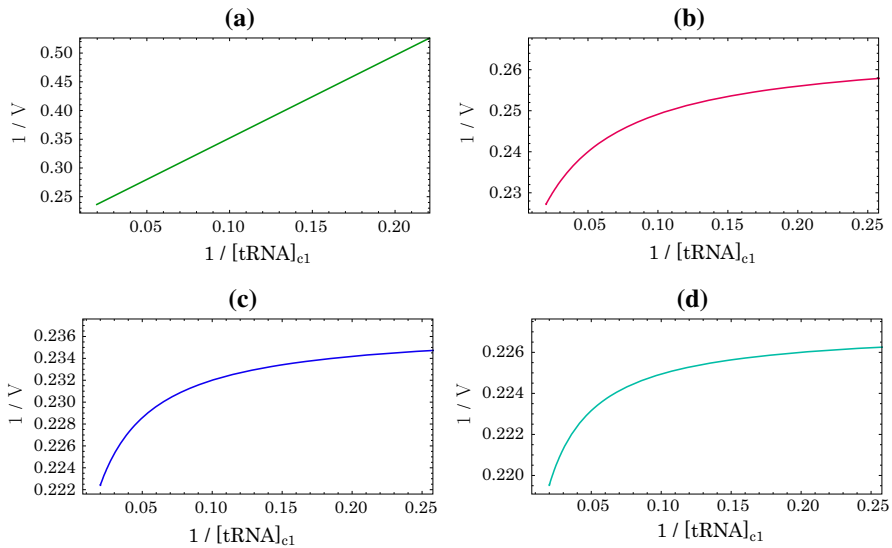 (a)
1 / V
0.50
0.45
0.40
0.35
0.30
0.25
0.05 0.10 0.15 0.20
1 / [tRNA]c1
(b)
1 / V
0.26
0.25
0.24
0.23
0.05 0.10 0.15 0.20 0.25
1 / [tRNA]c1
(c)
1 / V
0.236
0.234
0.232
0.230
0.228
0.226
0.224
0.222
0.05 0.10 0.15 0.20 0.25
1 / [tRNA]c1
(d)
1 / V
0.226
0.224
0.222
0.220
0.05 0.10 0.15 0.20 0.25
1 / [tRNA]c1